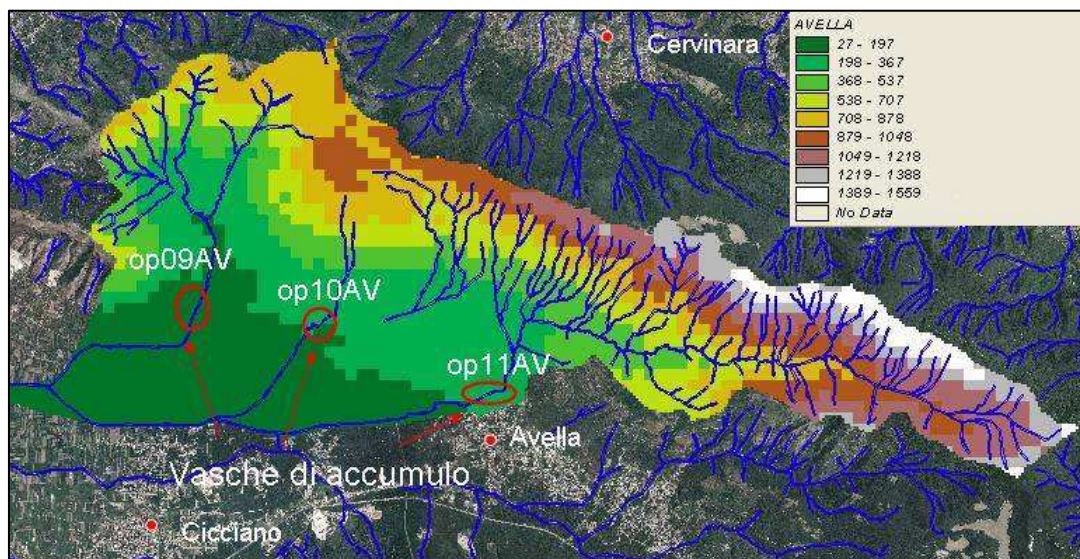 AVELLA
27 - 197
198 - 367
368 - 537
538 - 707
708 - 878
879 - 1048
1049 - 1218
1219 - 1388
1389 - 1559
No Data
Cervinara
op09AV
op10AV
op11AV
Avella
Vasche di accumulo
Cicciano